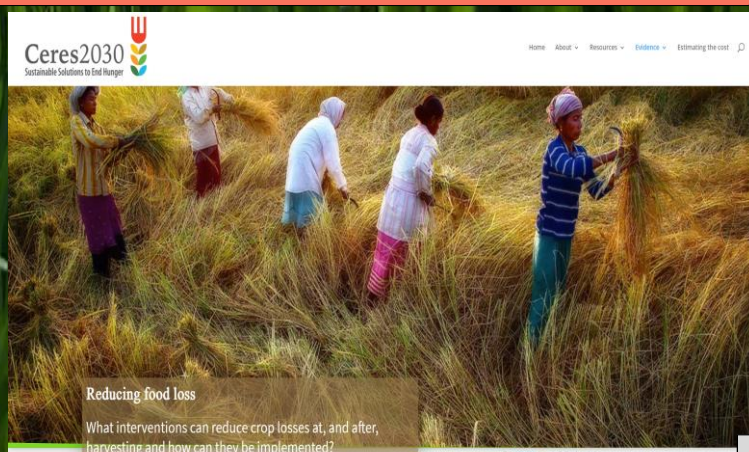 Ceres2030
Sustainable Solutions to End Hunger
Home About Resources Evidence Estimating the cost
Reducing food loss
What interventions can reduce crop losses at, and after,
harvesting and how can they be implemented?